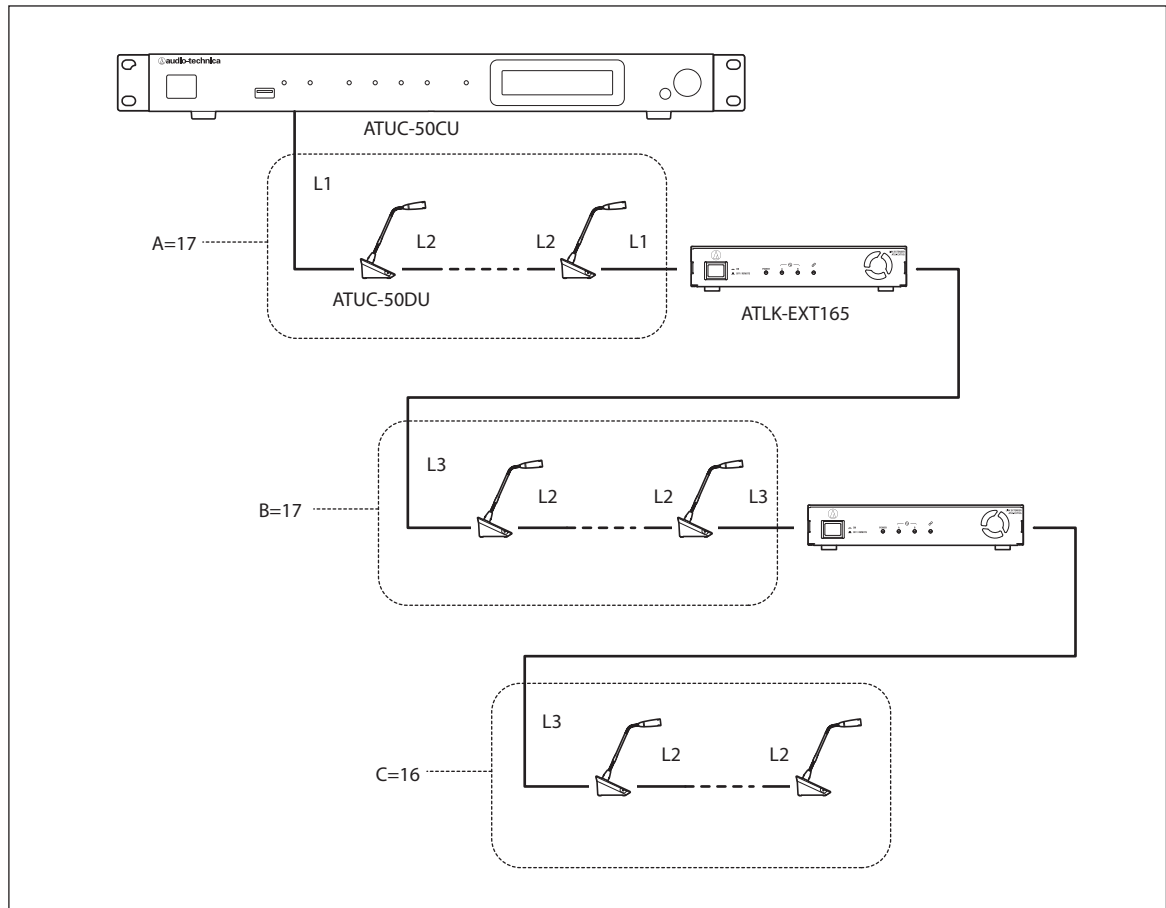 audio-technica
ATUC-50CU
L1
A=17
L2
L2
L1
ATUC-50DU
ATLK-EXT165
L3
B=17
L2
L2
L3
L3
C=16
L2
L2